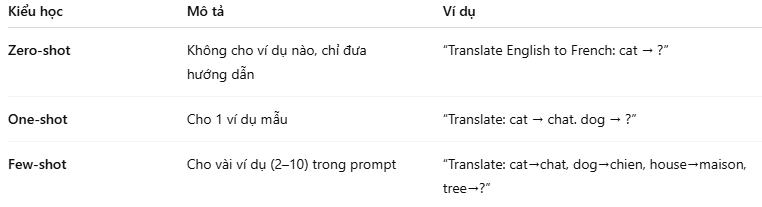 Kiểu học Mô tả Ví dụ
Zero-shot Không cho ví dụ nào, chỉ đưa “Translate English to French: cat → ?”
hướng dẫn
One-shot Cho 1 ví dụ mẫu “Translate: cat → chat. dog → ?”
Few-shot Cho vài ví dụ (2–10) trong prompt “Translate: cat→chat, dog→chien, house→maison,
tree→?”